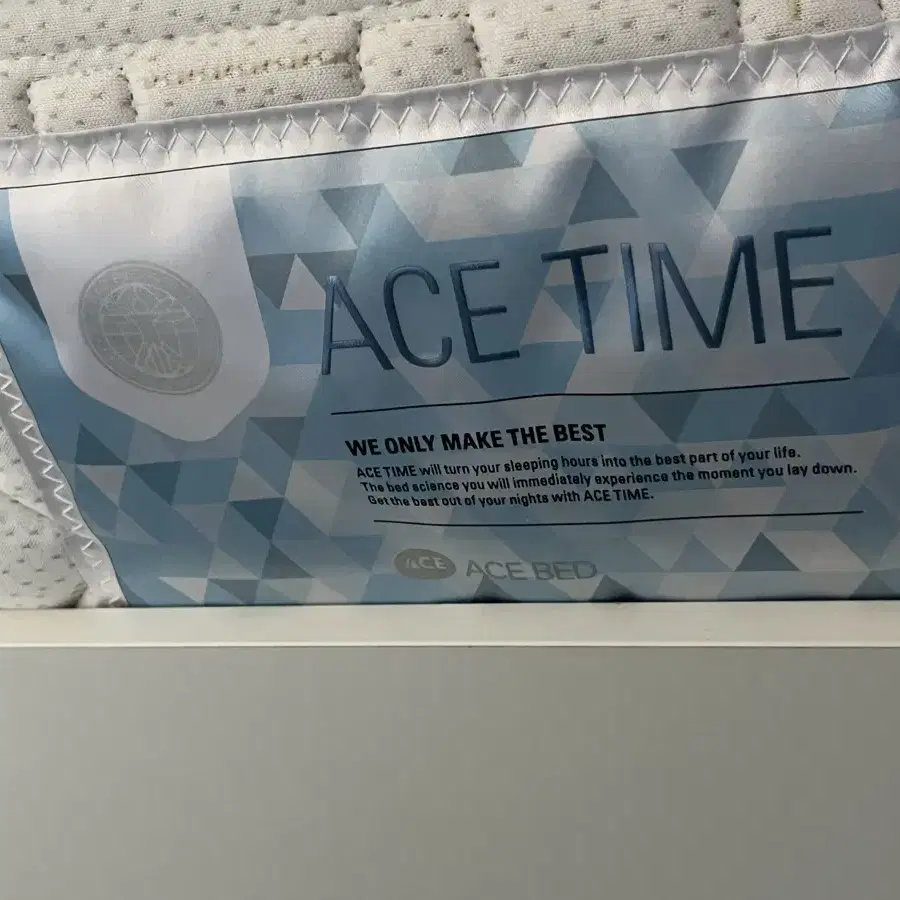 ACE TIME
WE ONLY MAKE THE BEST
ACE TIME will turn your sleeping hours into the best part of your life.
The bed science you will immediately experience the moment you lay down.
Get the best out of your nights with ACE TIME.
ACE ACE BED